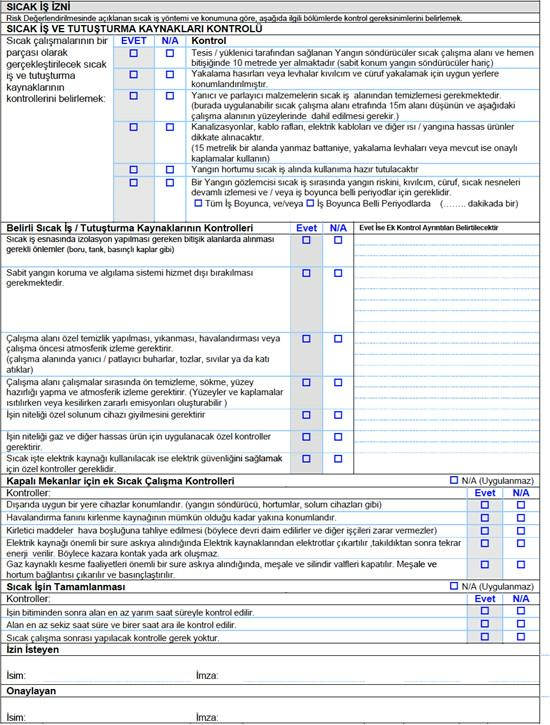 SICAK İŞ İZNİ
Risk Değerlendirilmesinde açıklanan sıcak iş yöntemi ve konumuna göre, aşağıda ilgili bölümlerde kontrol gereksinimlerini belirlemek.
SICAK İŞ VE TUTUŞTURMA KAYNAKLARI KONTROLÜ
Sıcak çalışmalarının bir
parçası olarak
gerçekleştirilecek sıcak
iş ve tutuşturma
kaynaklarının
kontrollerini belirlemek:
EVET N/A Kontrol
Tesis / yüklenici tarafından sağlanan Yangın söndürücüler sıcak çalışma alanı ve hemen
bitişiğinde 10 metrede yer almaktadır (sabit konum yangın söndürücüler hariç)
Yakalama hasırları veya levhalar kıvılcım ve cüruf yakalamak için uygun yerlere
konumlandırılmıştır.
Yanıcı ve parlayıcı malzemelerin sıcak iş alanından temizlemesi gerekmektedir.
(burada uygulanabilir sıcak çalışma alanı etrafında 15m alanı düşünün ve aşağıdaki
çalışma alanının yüzeylerinde dahil edilmesi gerekir.)
Kanalizasyonlar, kablo rafları, elektrik kabloları ve diğer ısı / yangına hassas ürünler
dikkate alınacaktır.
(15 metrelik bir alanda yanmaz battaniye, yakalama levhaları veya mevcut ise onaylı
kaplamalar kullanın)
Yangın hortumu sıcak iş alında kullanıma hazır tutulacaktır
Bir Yangın gözlemcisi sıcak iş sırasında yangın riskini, kıvılcım, cüruf, sıcak nesneleri
devamlı izlemesi ve / veya iş boyunca belli periyodlar için gereklidir.
Tüm İş Boyunca, ve/veya İş Boyunca Belli Periyodlarda (…….. dakikada bir)
Belirli Sıcak İş / Tutuşturma Kaynaklarının Kontrolleri Evet N/A Evet İse Ek Kontrol Ayrıntıları Belirtilecektir
Sıcak iş esnasında izolasyon yapılması gereken bitişik alanlarda alınması
gerekli önlemler (boru, tank, basınçlı kaplar gibi)
Sabit yangın koruma ve algılama sistemi hizmet dışı bırakılması
gerekmektedir.
Çalışma alanı özel temizlik yapılması, yıkanması, havalandırması veya
çalışma öncesi atmosferik izleme gerektirir.
(çalışma alanında yanıcı / patlayıcı buharlar, tozlar, sıvılar ya da katı
atıklar)
Çalışma alanı çalışmalar sırasında ön temizleme, sökme, yüzey
hazırlığı yapma ve atmosferik izleme gerektirir. (Yüzeyler ve kaplamalar
ısıtılırken veya kesilirken zararlı emisyonları oluşturabilir )
İşin niteliği özel solunum cihazı giyilmesini gerektirir
İşin niteliği gaz ve diğer hassas ürün için uygulanacak özel kontroller
gerektirir.
Sıcak işte elektrik kaynağı kullanılacak ise elektrik güvenliğini sağlamak
için özel kontroller gereklidir.
Kapalı Mekanlar için ek Sıcak Çalışma Kontrolleri N/A (Uygulanmaz)
Kontroller: Evet N/A
Dışarıda uygun bir yere cihazlar konumlanır. (yangın söndürücü, hortumlar, solum cihazları gibi)
Havalandırma fanını kirlenme kaynağının mümkün olduğu kadar yakına konumlandır.
Kirletici maddeler hava boşluğuna tahliye edilmesi (böylece devri daim edilirler ve diğer işçileri zarar vermezler)
Elektrik kaynağı önemli bir sure askıya alındığında Elektrik kaynaklarından elektrotlar çıkartılır ,takıldıktan sonra tekrar
enerji verilir. Böylece kazara kontak yada ark oluşmaz.
Gaz kaynaklı kesme faaliyetleri önemli bir sure askıya alındığında, meşale ve silindir valfleri kapatılır. Meşale ve
hortum bağlantısı çıkarılır ve basınçlaştırılır.
Sıcak İşin Tamamlanması N/A (Uygulanmaz)
Kontroller: Evet N/A
İşin bitiminden sonra alan en az yarım saat süreyle kontrol edilir.
Alan en az sekiz saat süre ve birer saat ara ile kontrol edilir.
Sıcak çalışma sonrası yapılacak kontrolle gerek yoktur.
İzin İsteyen
İsim: İmza:
Onaylayan
İsim: İmza: